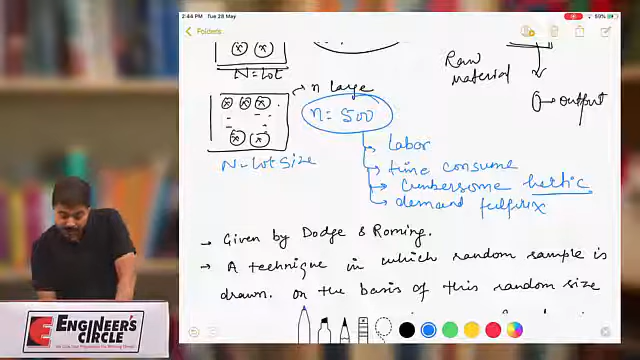 2:44 PM Tue 28 May
59%
Folders
N=Lot
n large
n = 500
N=Lot Size
Labor
time consume
Cumbersome hectic
demand fulfill x
Raw
material
output
→ Given by Dodge & Roming.
→ A technique in which random sample is
drawn. on the basis of this random size
ENGINEER'S
CIRCLE